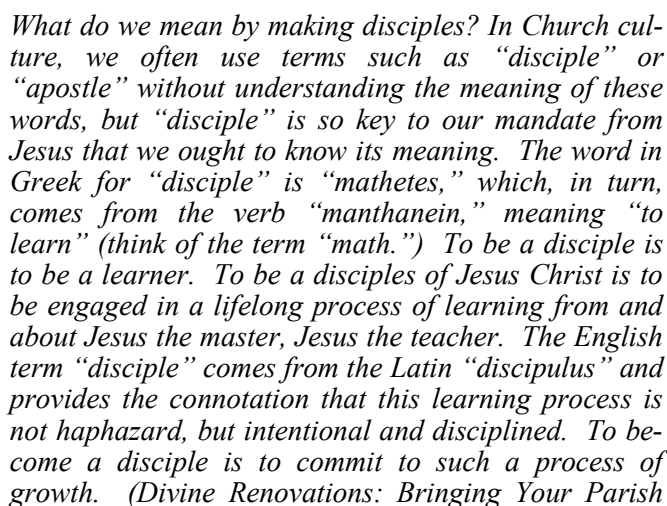 What do we mean by making disciples? In Church cul-
ture, we often use terms such as “disciple” or
“apostle” without understanding the meaning of these
words, but “disciple” is so key to our mandate from
Jesus that we ought to know its meaning.  The word in
Greek for “disciple” is “mathetes,” which, in turn,
comes from the verb “manthanein,” meaning “to
learn” (think of the term “math.”)  To be a disciple is
to be a learner.  To be a disciples of Jesus Christ is to
be engaged in a lifelong process of learning from and
about Jesus the master, Jesus the teacher.  The English
term “disciple” comes from the Latin “discipulus” and
provides the connotation that this learning process is
not haphazard, but intentional and disciplined.  To be-
come a disciple is to commit to such a process of
growth.   (Divine Renovations: Bringing Your Parish